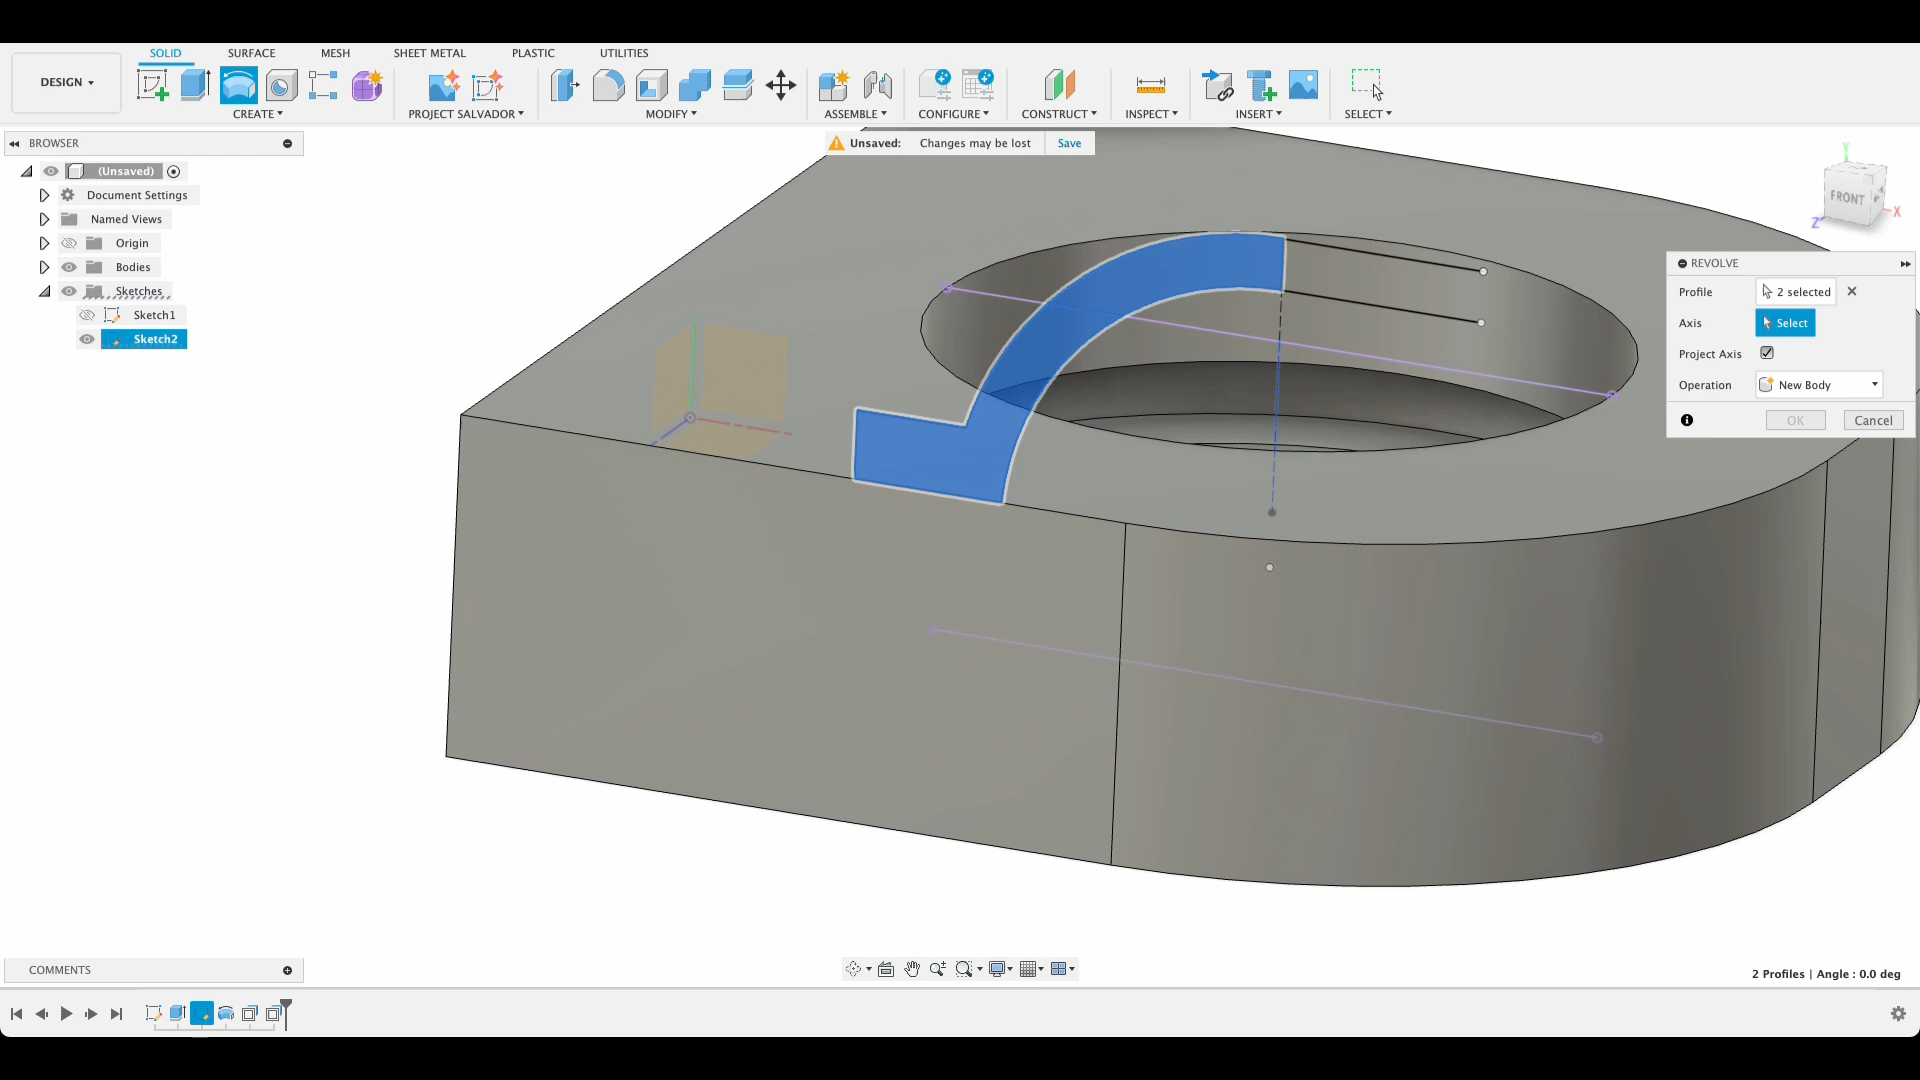 SOLID SURFACE MESH SHEET METAL PLASTIC UTILITIES
DESIGN
CREATE PROJECT SALVADOR MODIFY ASSEMBLE CONFIGURE CONSTRUCT INSPECT INSERT SELECT
BROWSER
Unsaved: Changes may be lost Save
(Unsaved)
Document Settings
Named Views
Origin
Bodies
Sketches
Sketch1
Sketch2
Y
FRONT
X
Z
REVOLVE
Profile 2 selected
Axis Select
Project Axis
Operation New Body
OK Cancel
COMMENTS
2 Profiles | Angle : 0.0 deg